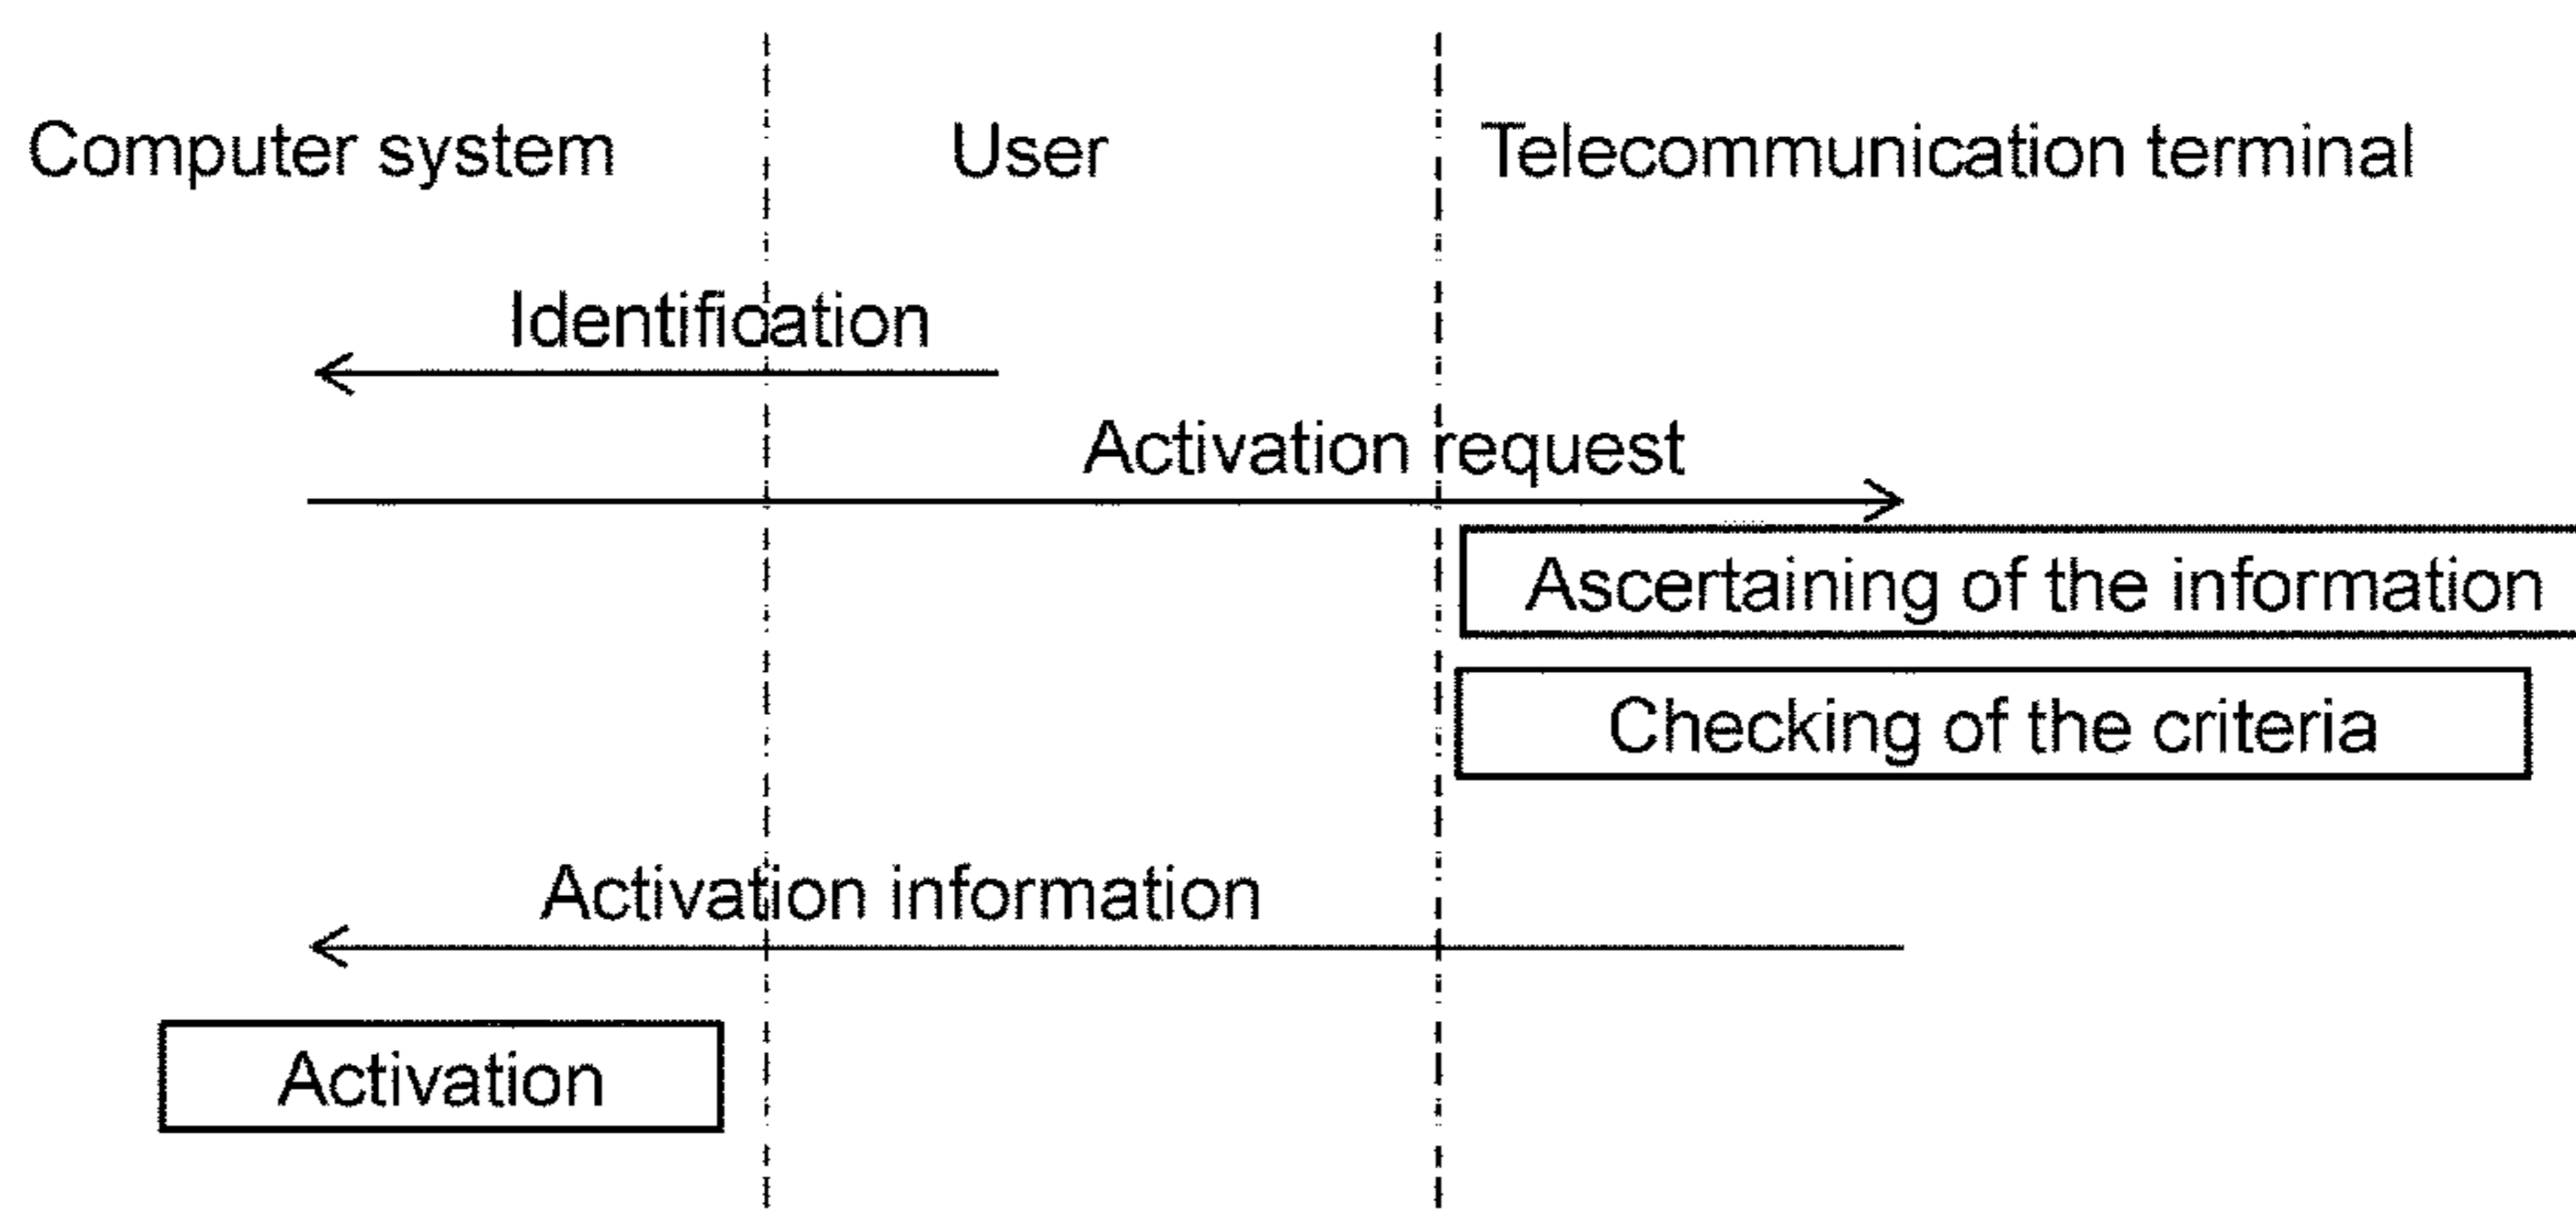 Computer system
User
Telecommunication terminal
Identification
Activation request
Ascertaining of the information
Checking of the criteria
Activation information
Activation